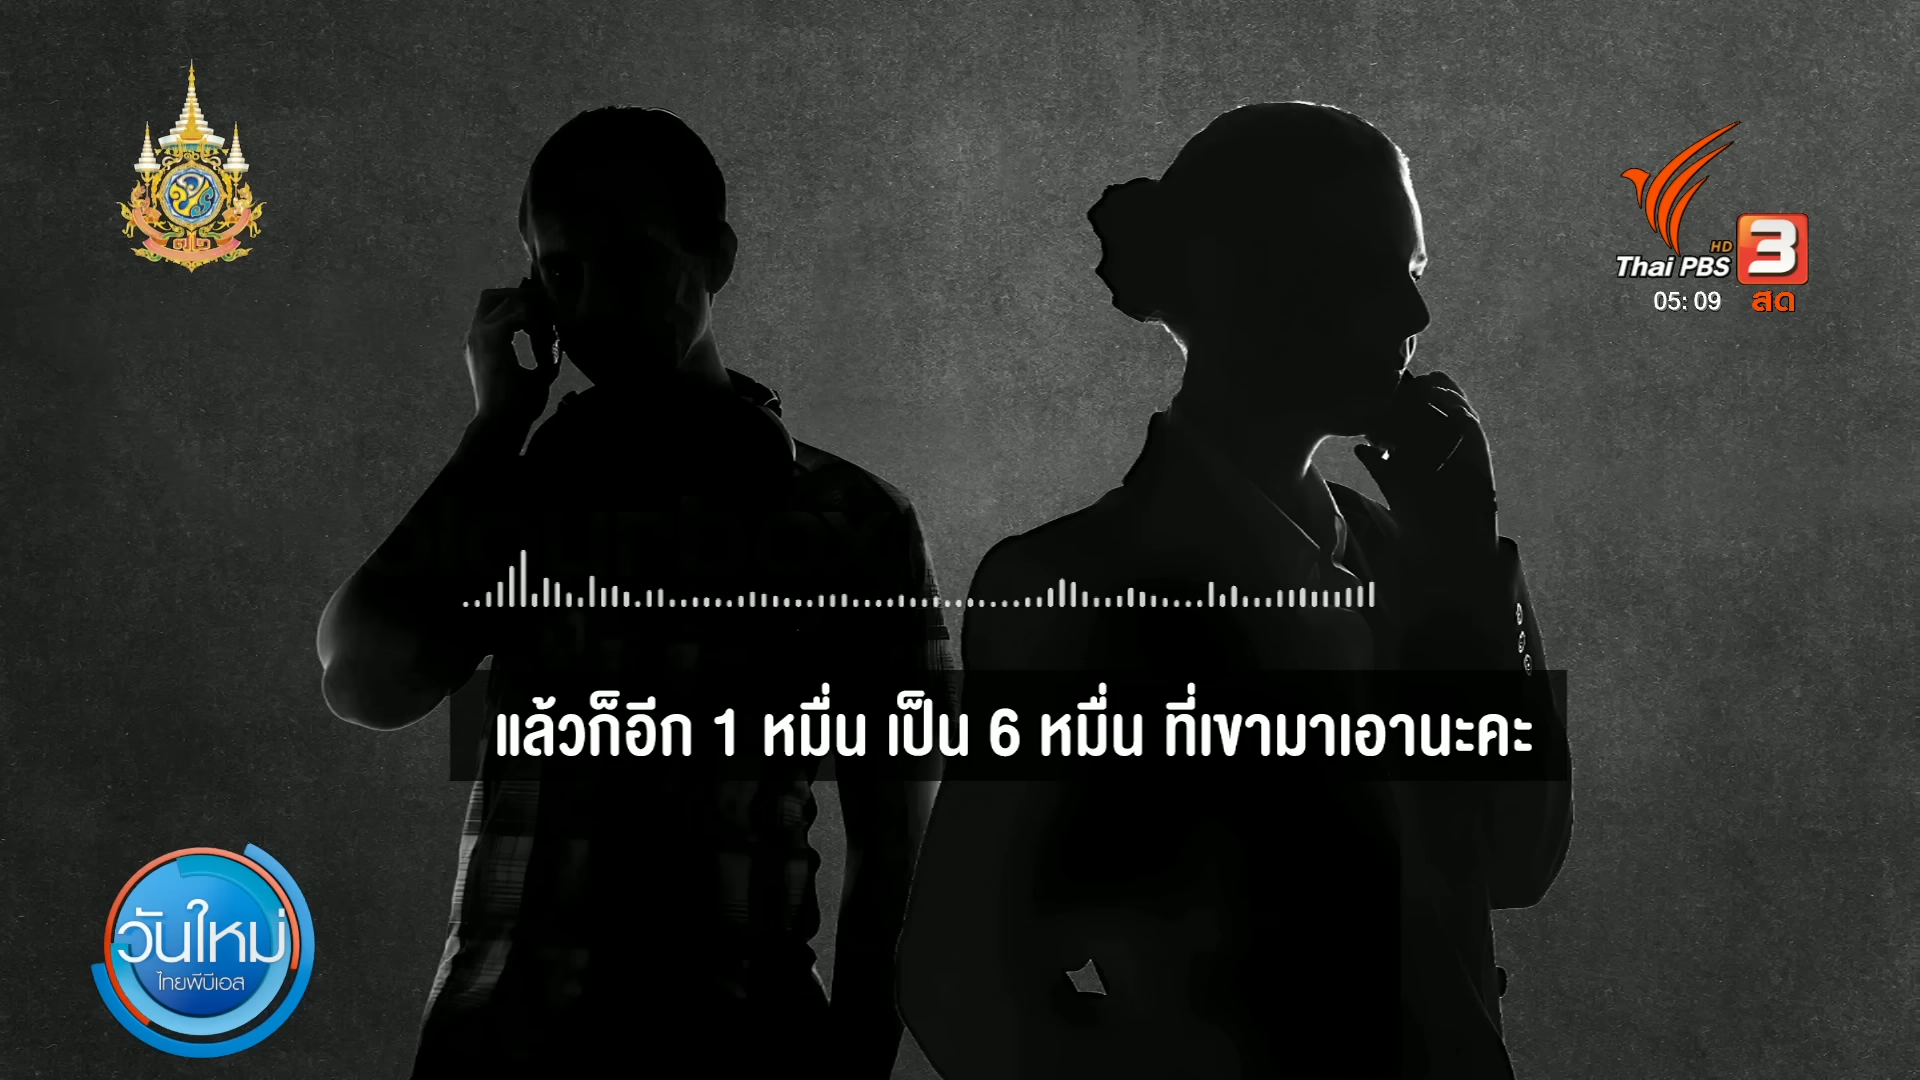 ๗๒
HD
Thai PBS 3
05: 09 สด
แล้วก็อีก 1 หมื่น เป็น 6 หมื่น ที่เขามาเอานะคะ
วันใหม่
ไทยพีบีเอส